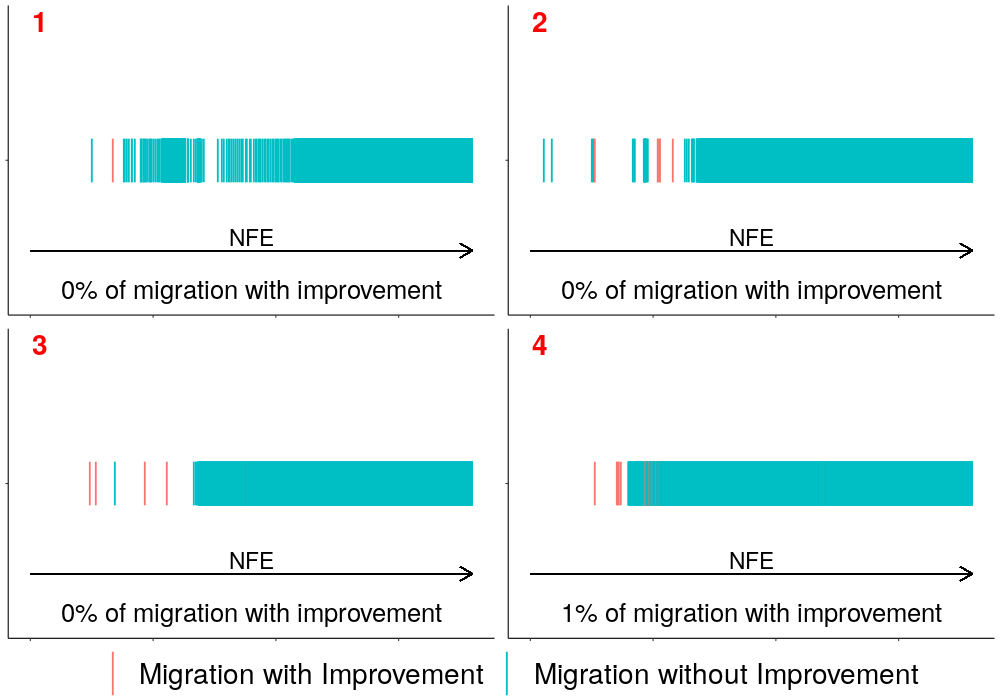 1
NFE
0% of migration with improvement
2
NFE
0% of migration with improvement
3
NFE
0% of migration with improvement
4
NFE
1% of migration with improvement
Migration with Improvement
Migration without Improvement